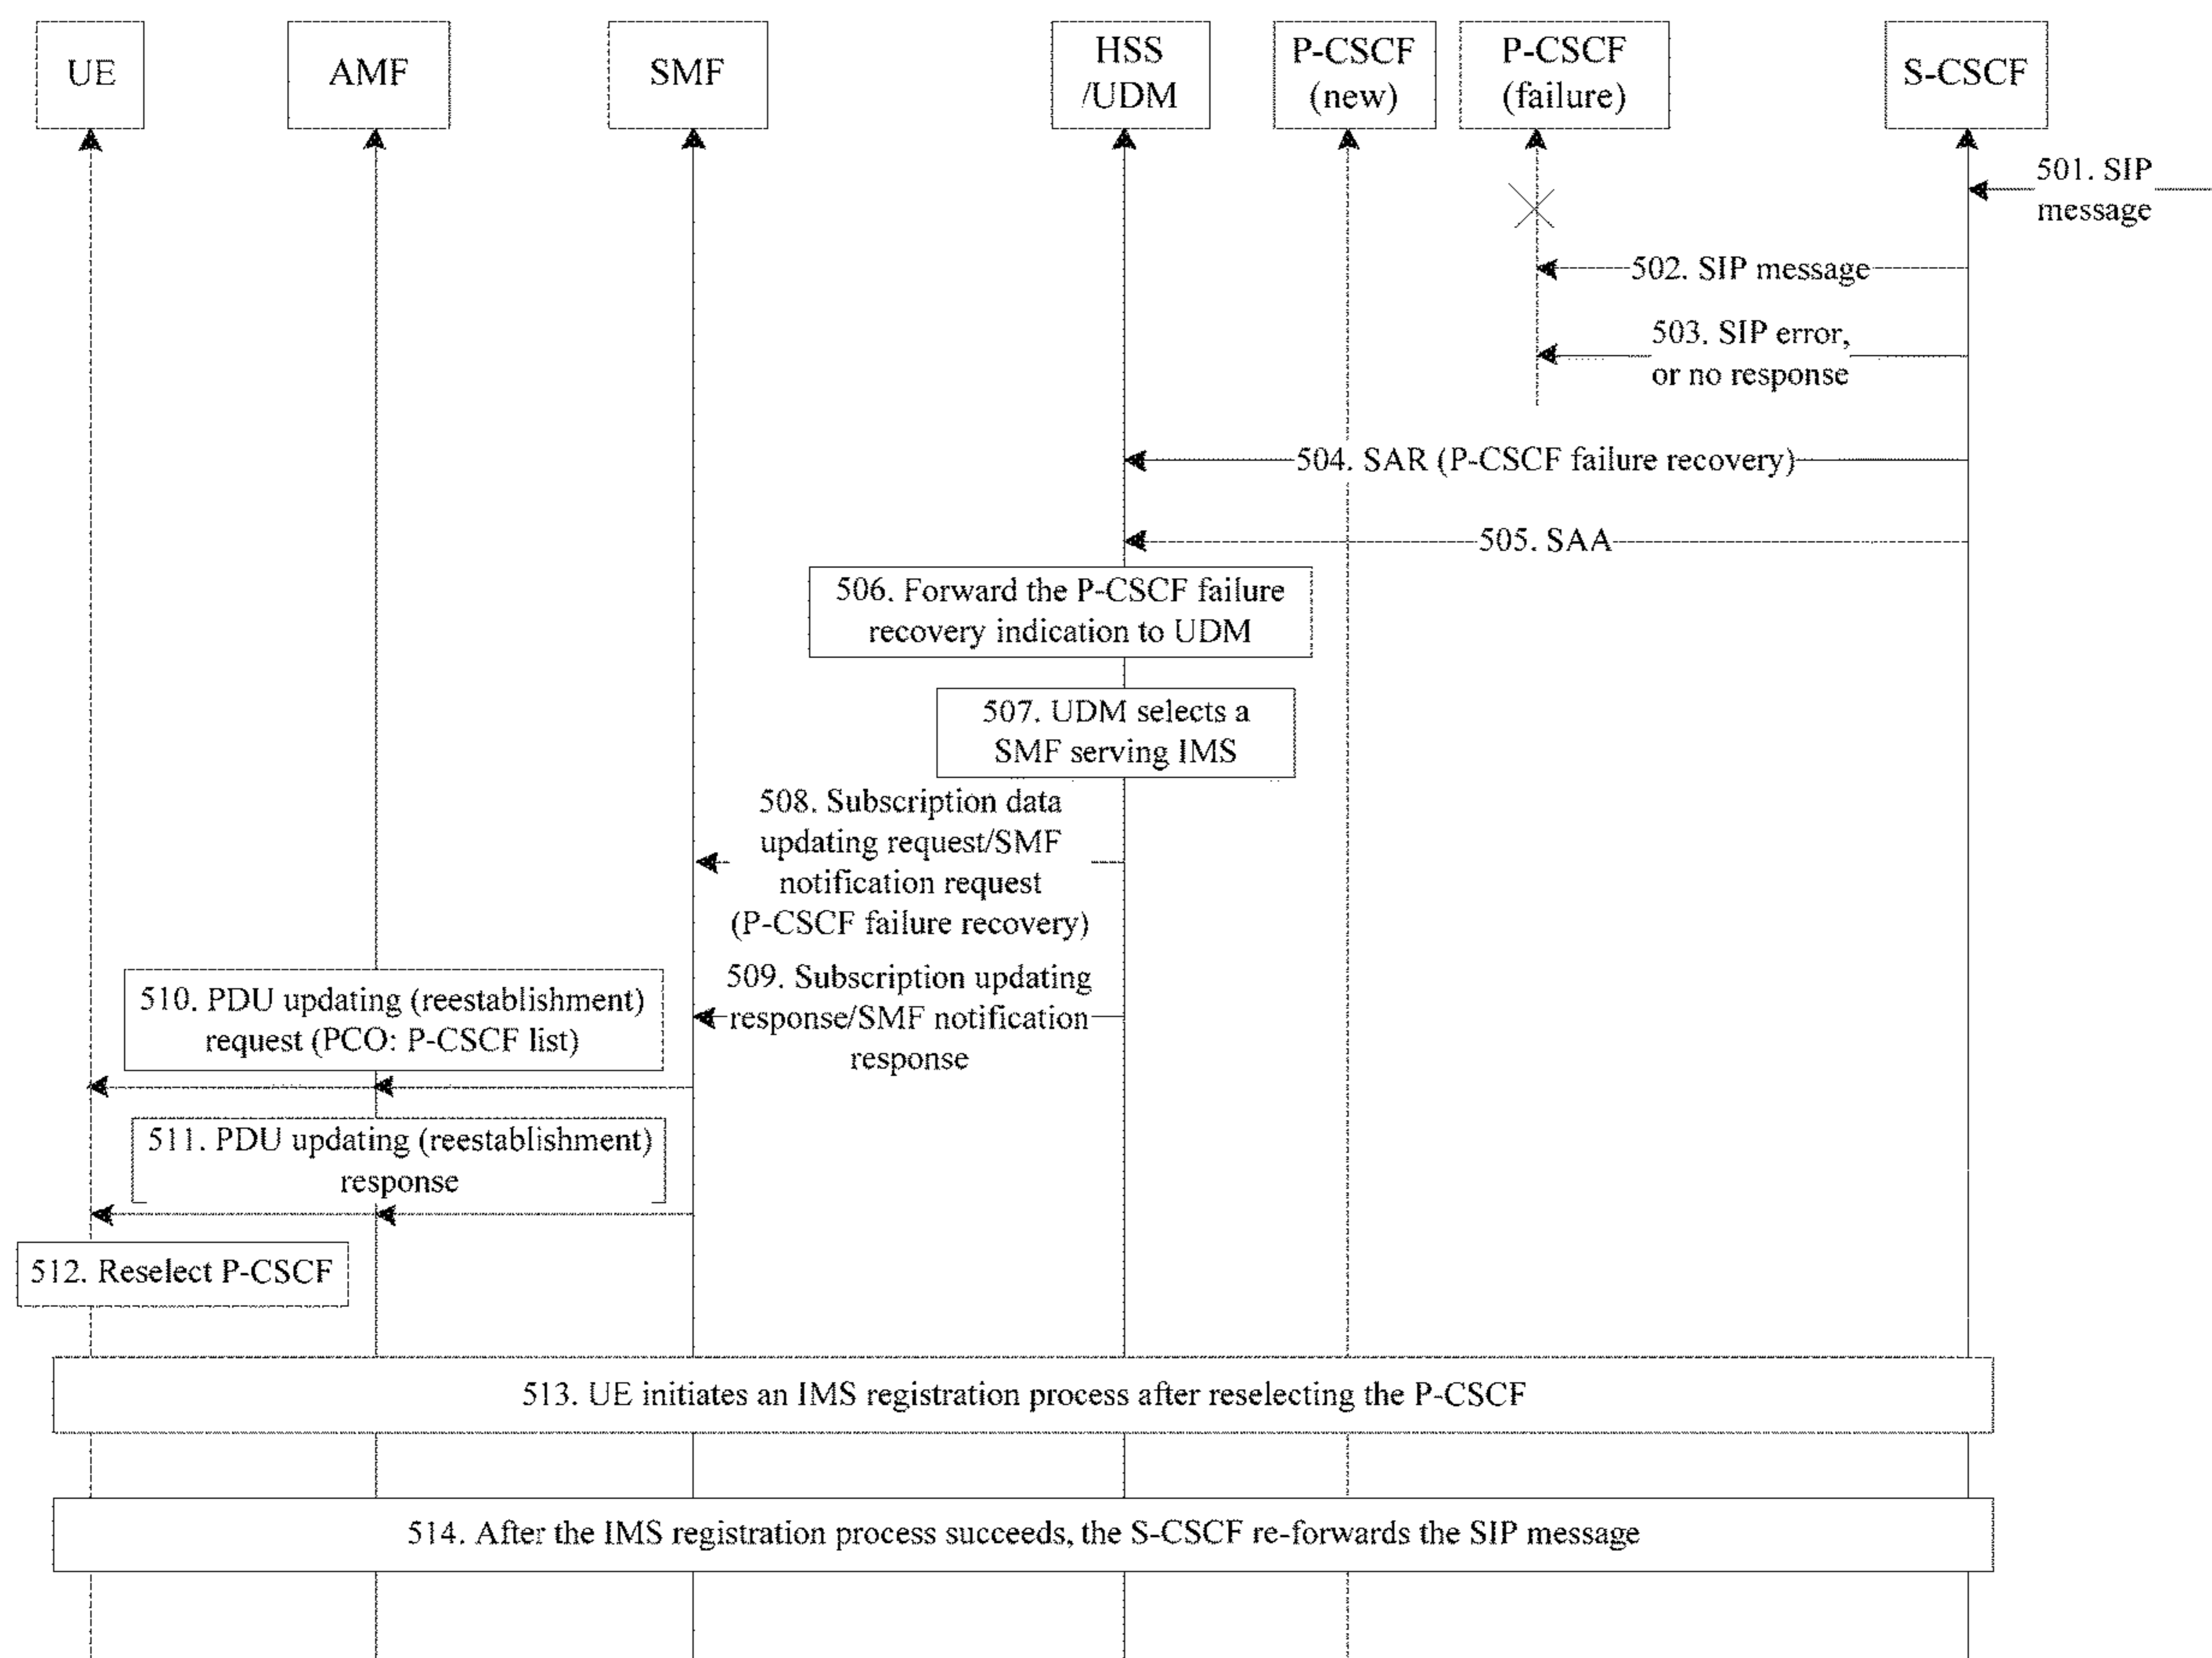 UE
AMF
SMF
HSS
/UDM
P-CSCF
(new)
P-CSCF
(failure)
S-CSCF
501. SIP
message
502. SIP message
503. SIP error,
or no response
504. SAR (P-CSCF failure recovery)
505. SAA
506. Forward the P-CSCF failure
recovery indication to UDM
507. UDM selects a
SMF serving IMS
508. Subscription data
updating request/SMF
notification request
(P-CSCF failure recovery)
509. Subscription updating
response/SMF notification
response
510. PDU updating (reestablishment)
request (PCO: P-CSCF list)
511. PDU updating (reestablishment)
response
512. Reselect P-CSCF
513. UE initiates an IMS registration process after reselecting the P-CSCF
514. After the IMS registration process succeeds, the S-CSCF re-forwards the SIP message